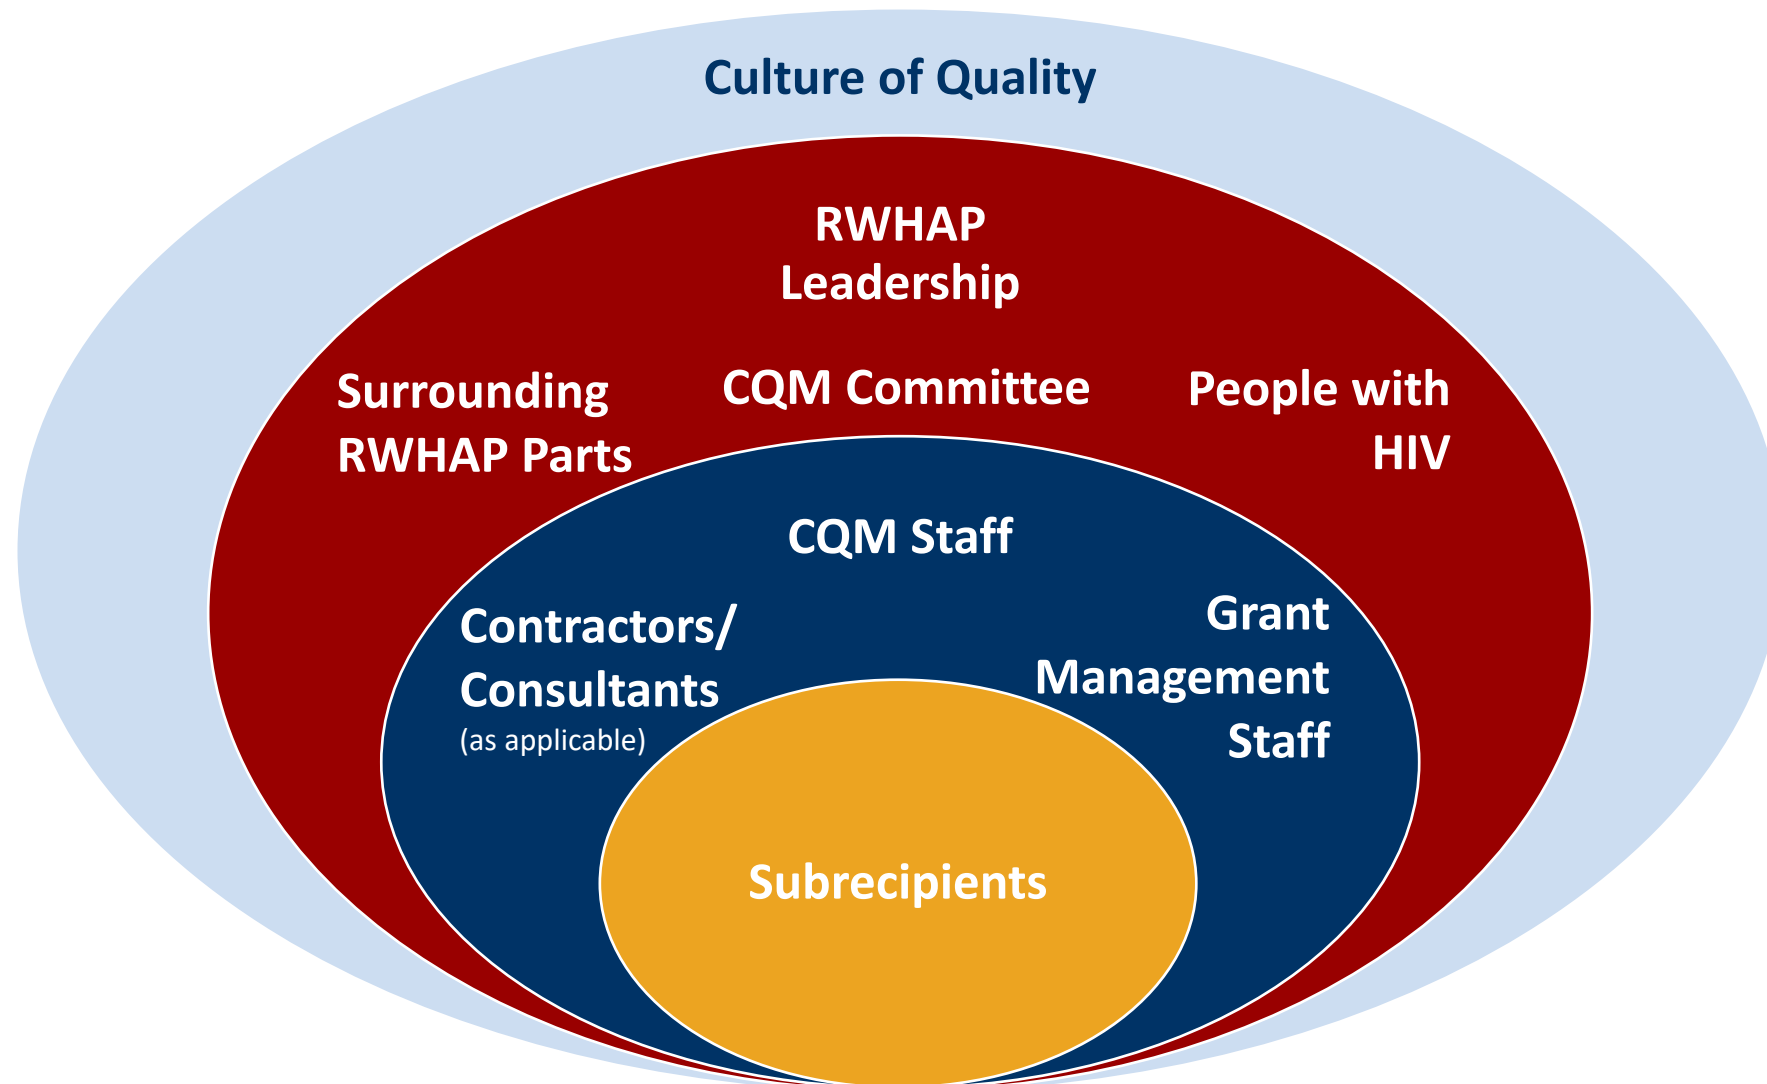 Culture of Quality
RWHAP
Leadership
Surrounding
RWHAP Parts
CQM Committee
People with
HIV
CQM Staff
Contractors/
Consultants
(as applicable)
Grant
Management
Staff
Subrecipients